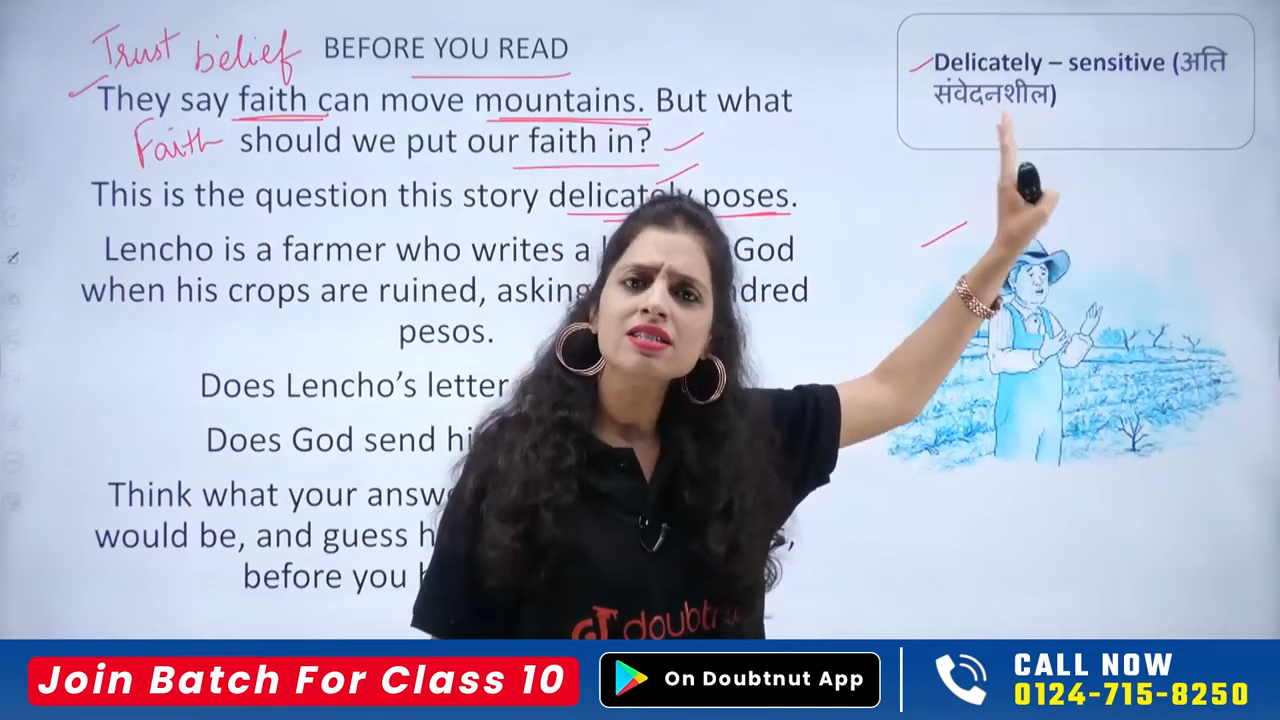 Trust belief
BEFORE YOU READ
They say faith can move mountains. But what
Faith
should we put our faith in?
This is the question this story delicately poses.
Lencho is a farmer who writes a God
when his crops are ruined, asking
pesos.
Does Lencho's letter
Does God send
Think what your
would be, and guess
before you
Delicately – sensitive (अति
संवेदनशील)
doubtnut
Join Batch For Class 10
On Doubtnut App
CALL NOW
0124-715-8250